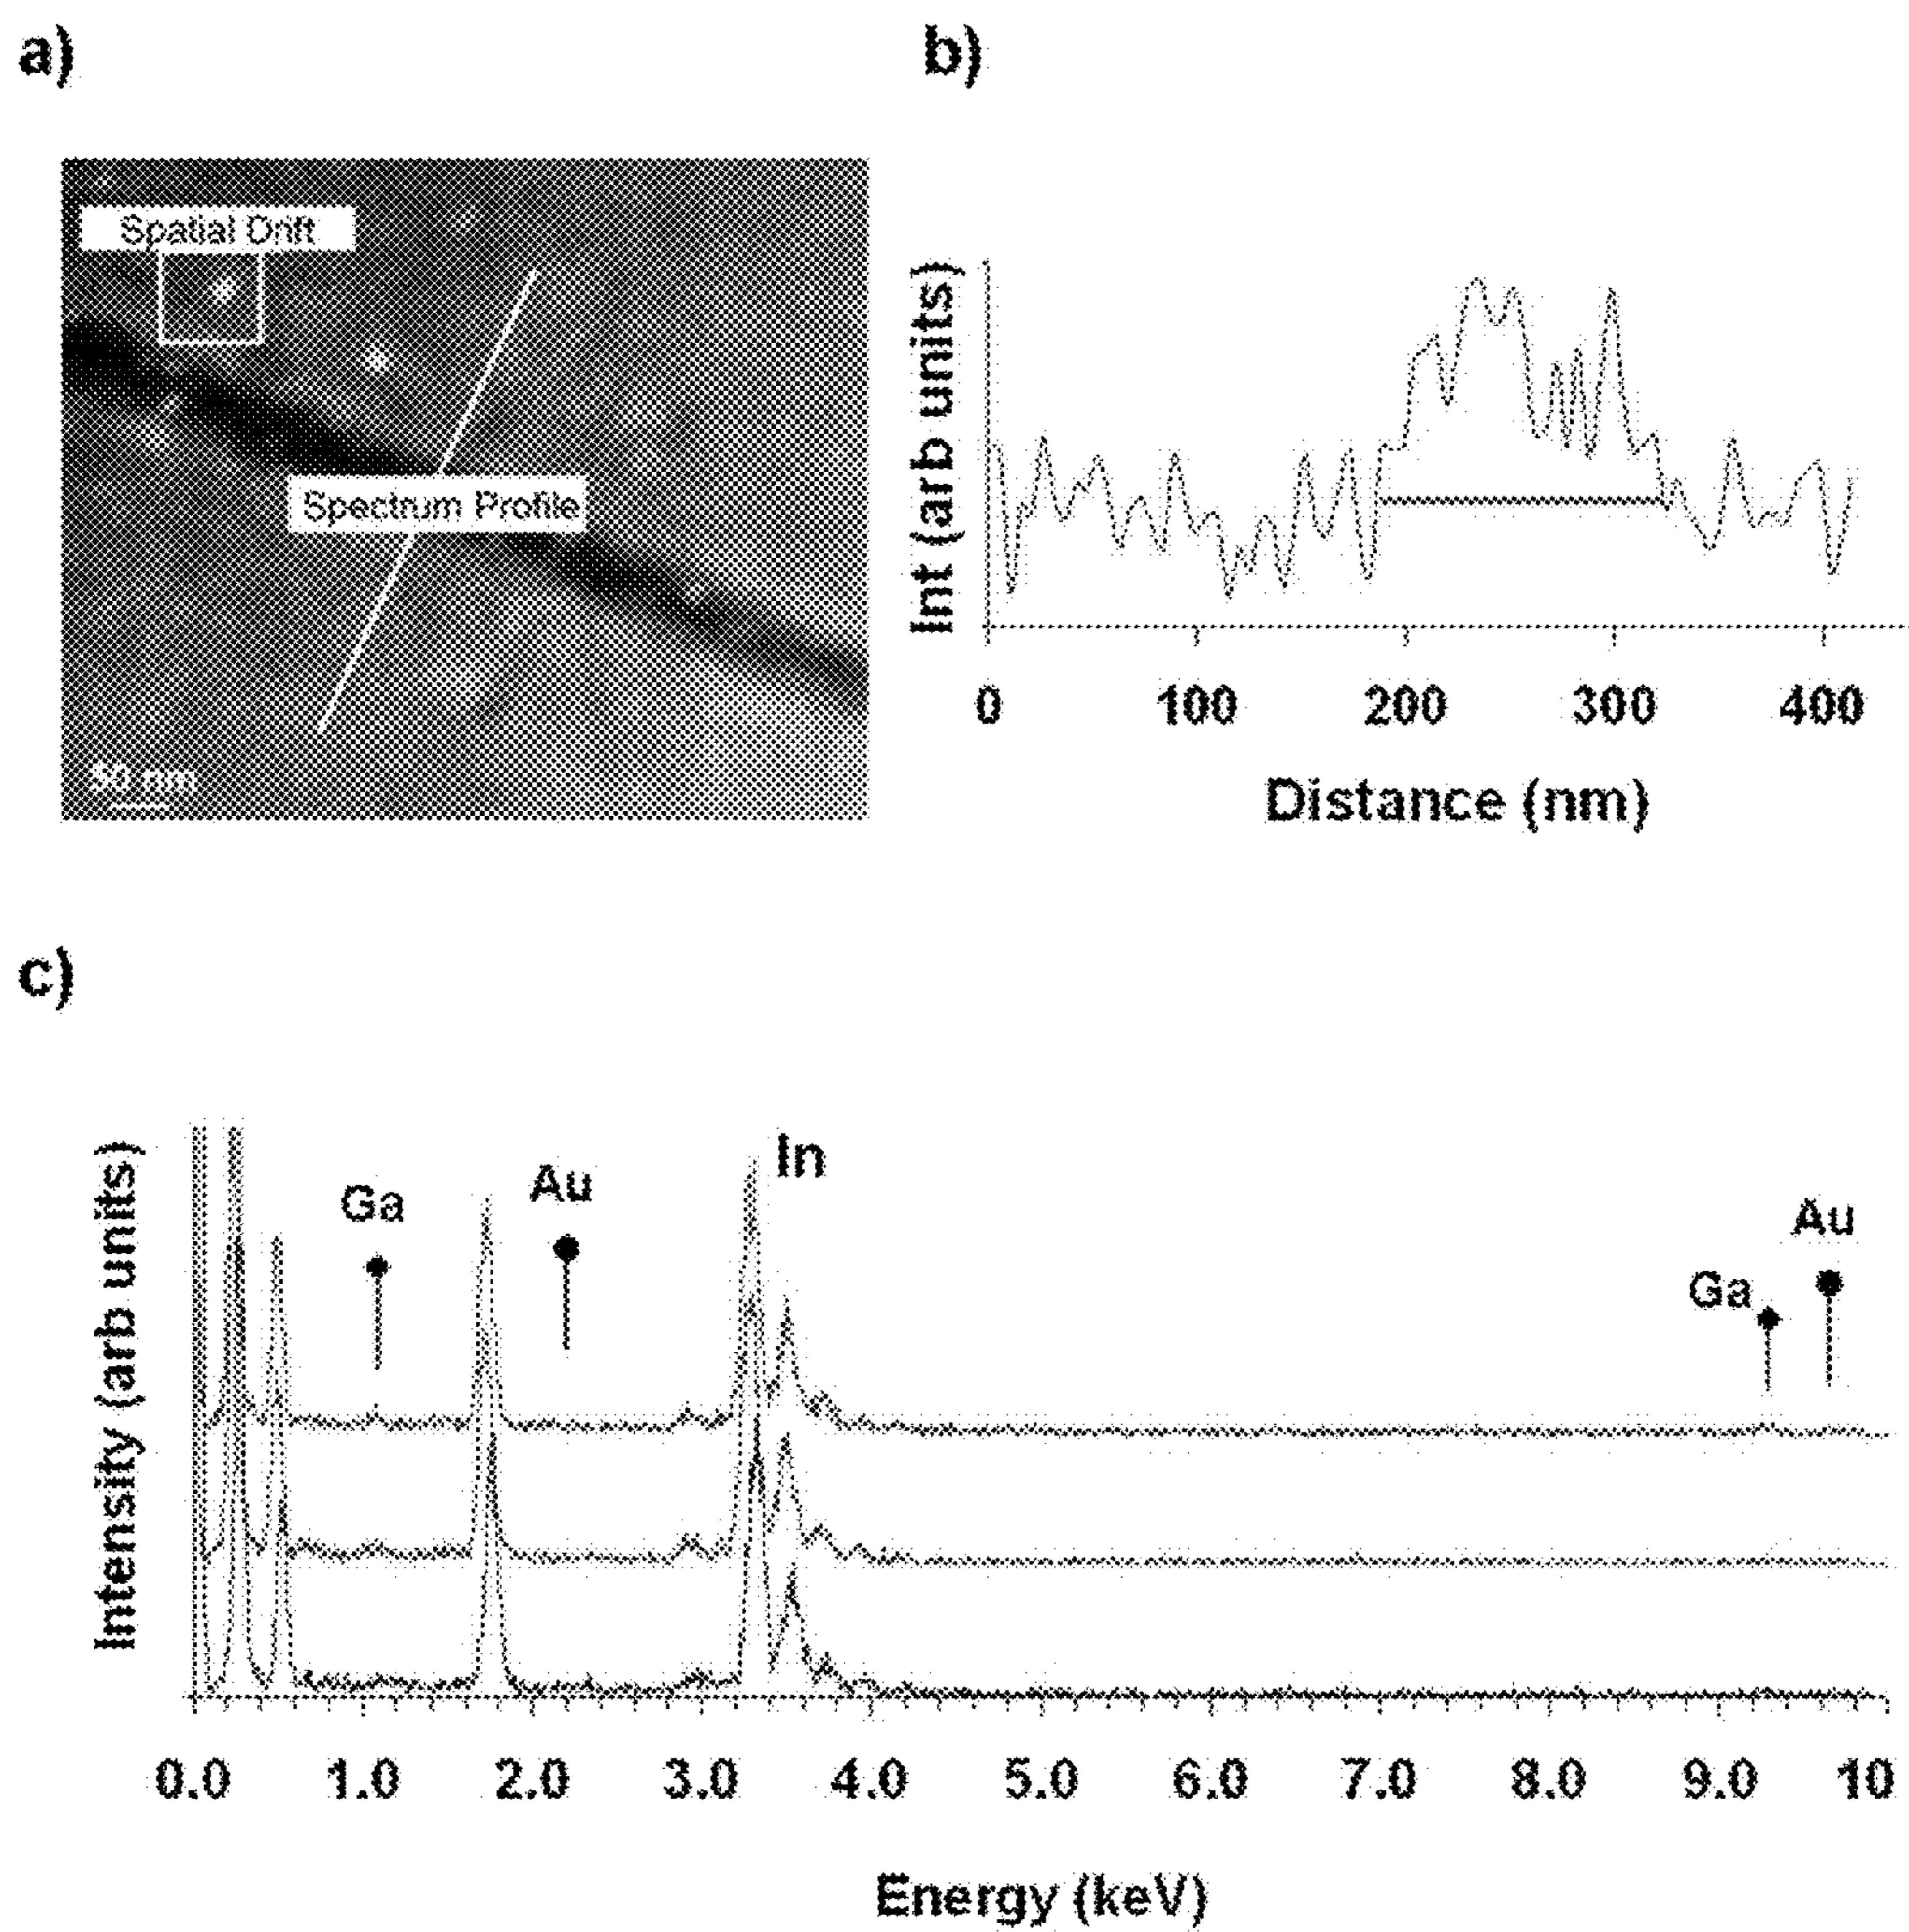 a)
b)
Spatial Drift
Spectrum Profile
50 nm
Int (arb units)
0 100 200 300 400
Distance (nm)
c)
Intensity (arb units)
Ga
Au
In
Ga
Au
0.0 1.0 2.0 3.0 4.0 5.0 6.0 7.0 8.0 9.0 10
Energy (keV)